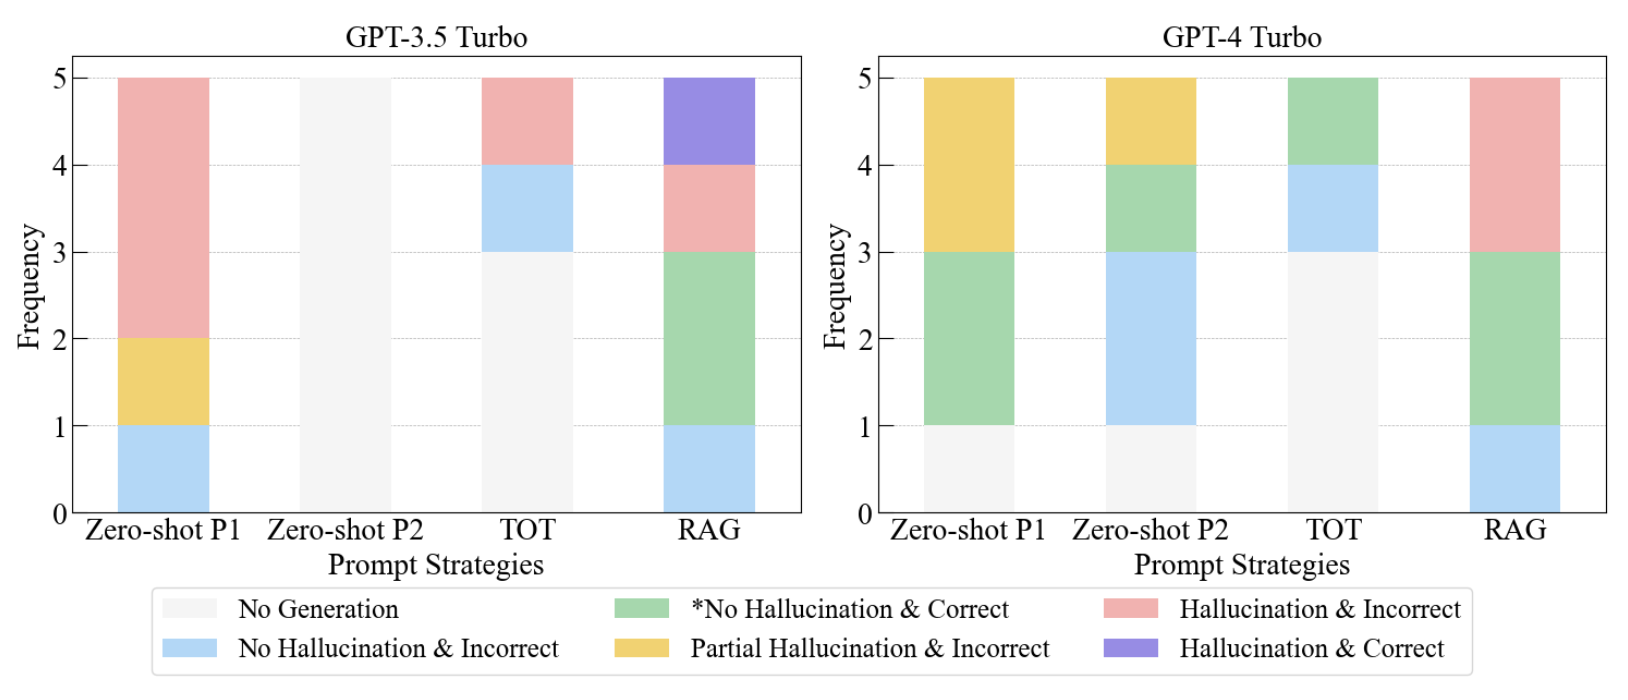 GPT-3.5 Turbo
Frequency
5
4
3
2
1
0
Zero-shot P1 Zero-shot P2 TOT RAG
Prompt Strategies
GPT-4 Turbo
Frequency
5
4
3
2
1
0
Zero-shot P1 Zero-shot P2 TOT RAG
Prompt Strategies
No Generation
No Hallucination & Incorrect
*No Hallucination & Correct
Partial Hallucination & Incorrect
Hallucination & Incorrect
Hallucination & Correct